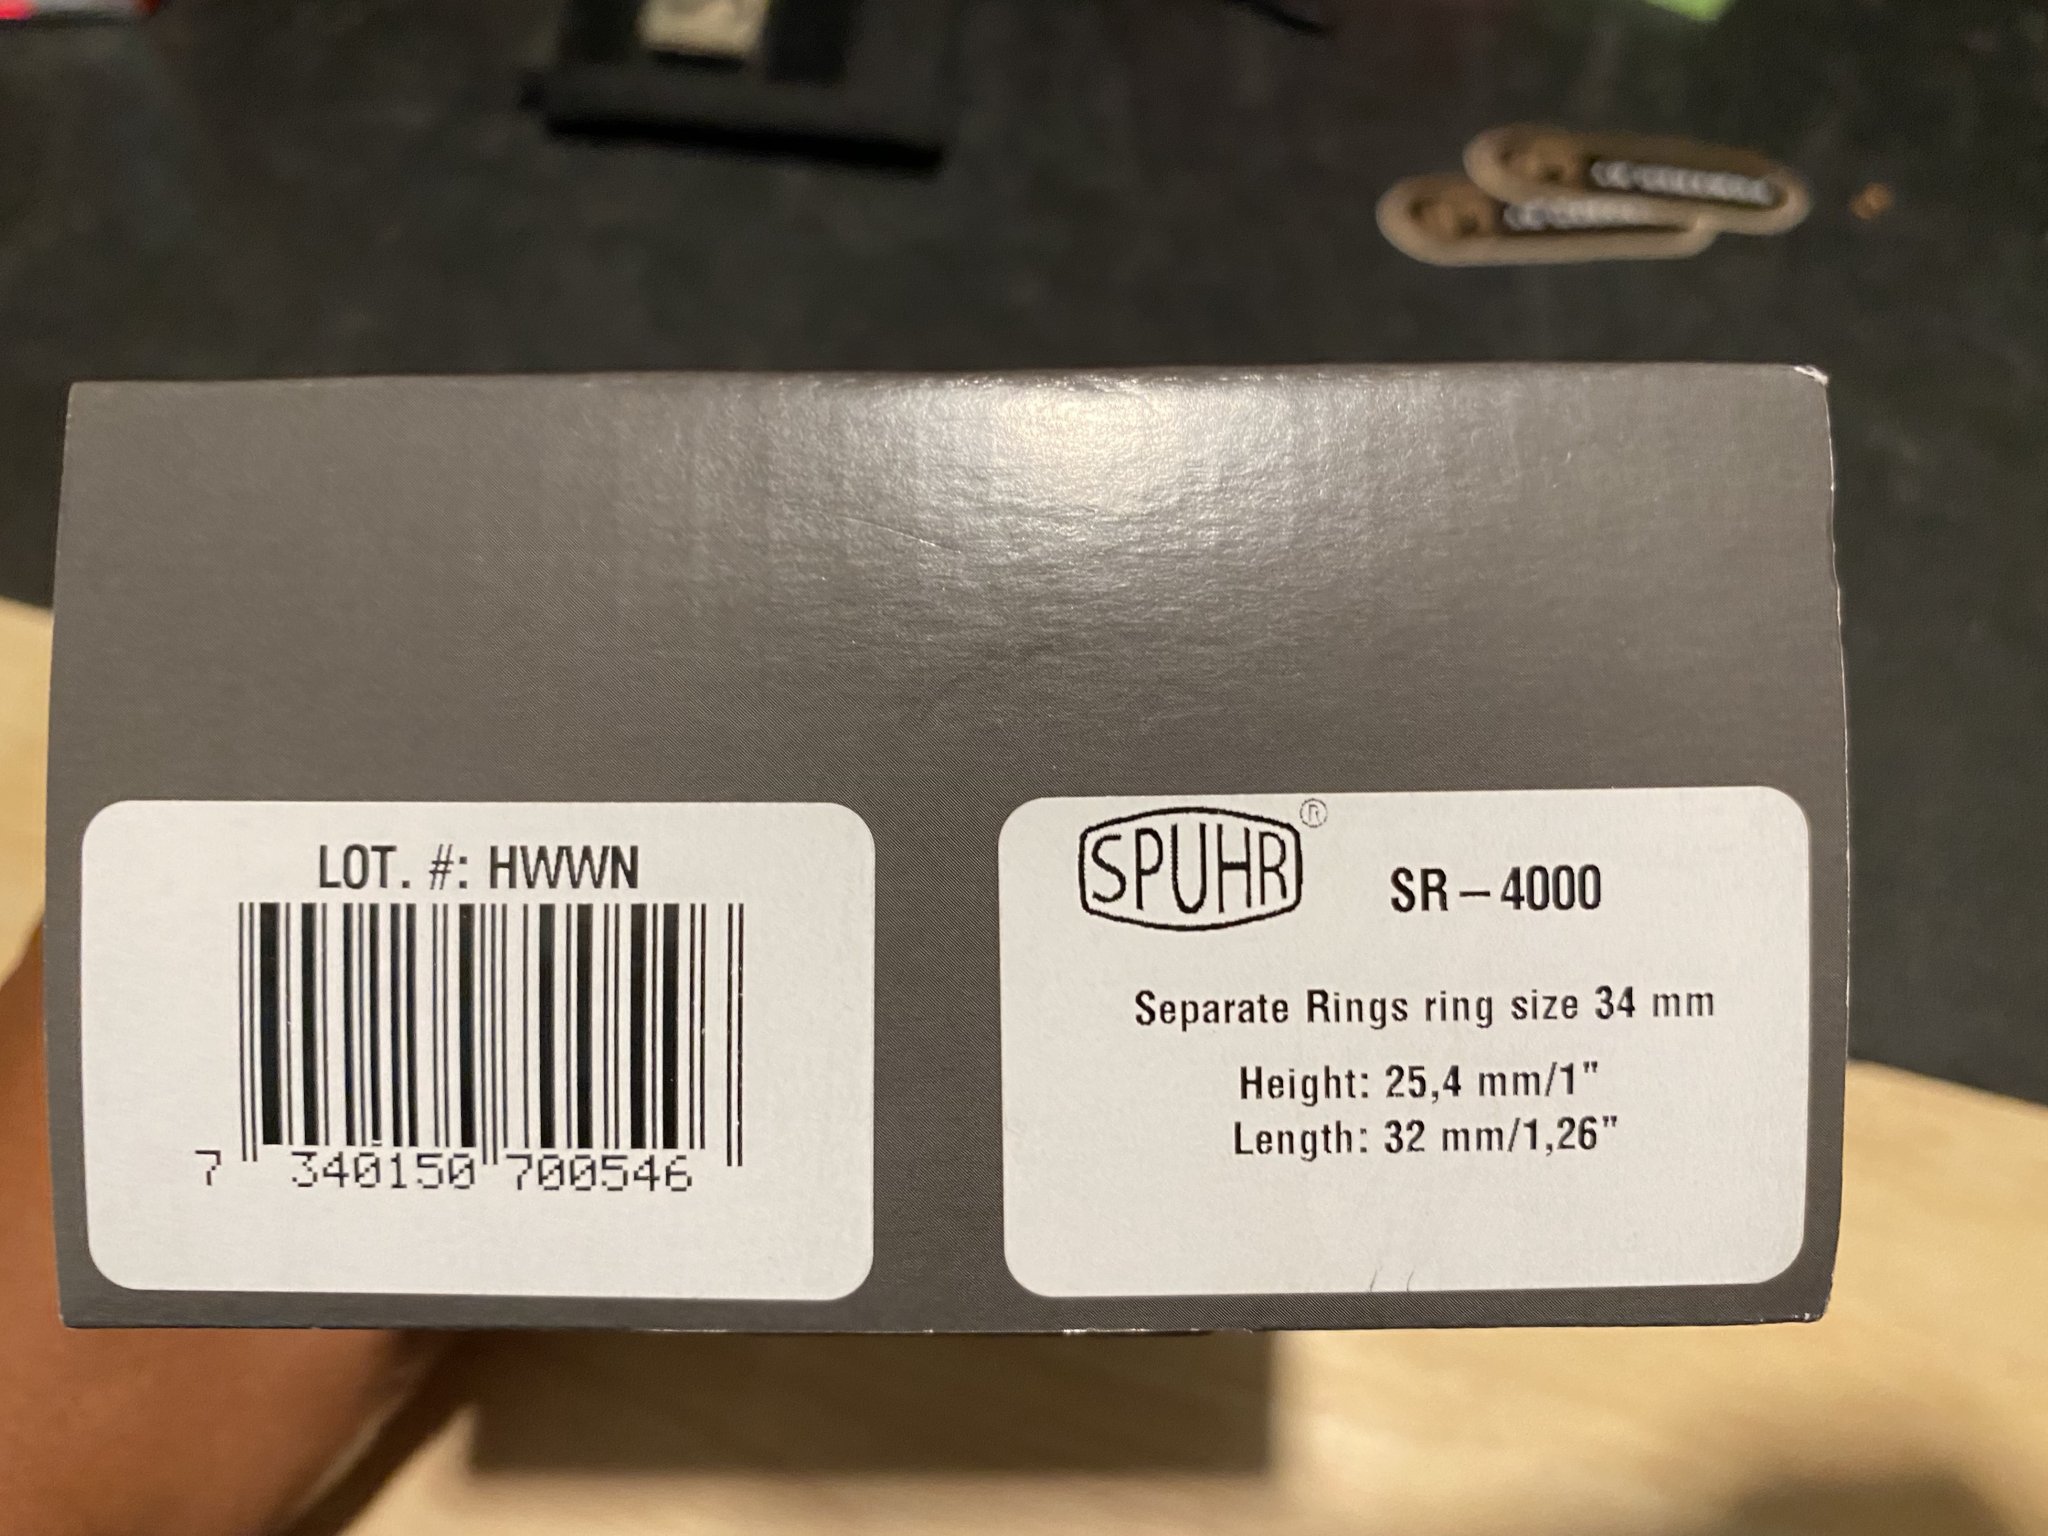 LOT. #: HWWN
7 340150 700546
SPUHR® SR-4000
Separate Rings ring size 34 mm
Height: 25,4 mm/1"
Length: 32 mm/1,26"